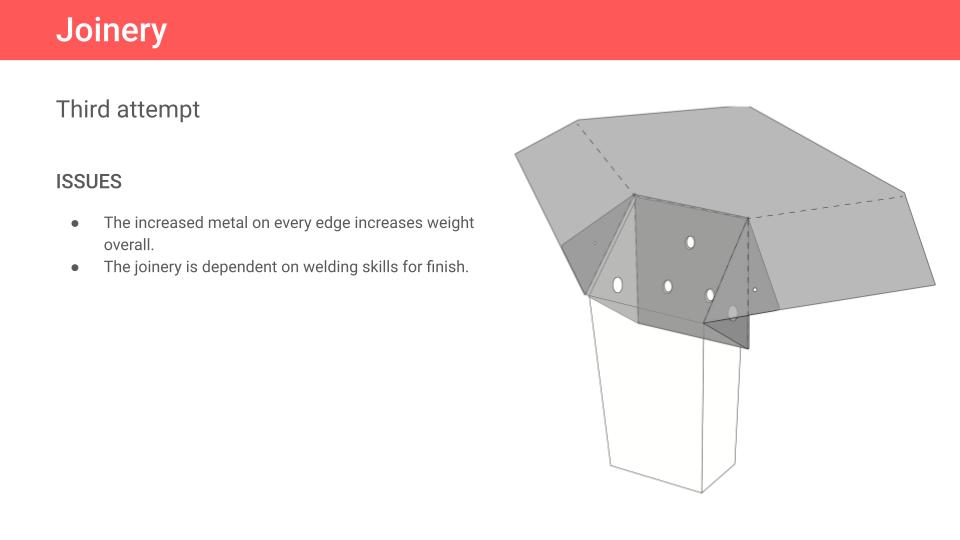 Joinery
Third attempt
ISSUES
● The increased metal on every edge increases weight
overall.
● The joinery is dependent on welding skills for finish.